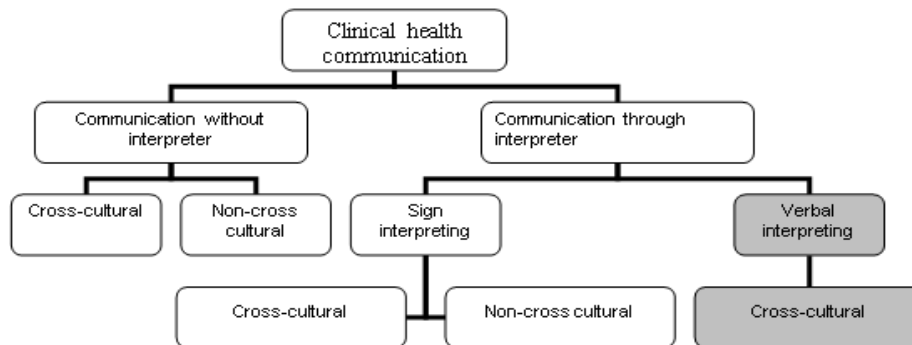 Clinical health
communication
Communication without
interpreter
Communication through
interpreter
Cross-cultural
Non-cross
cultural
Sign
interpreting
Verbal
interpreting
Cross-cultural
Non-cross cultural
Cross-cultural